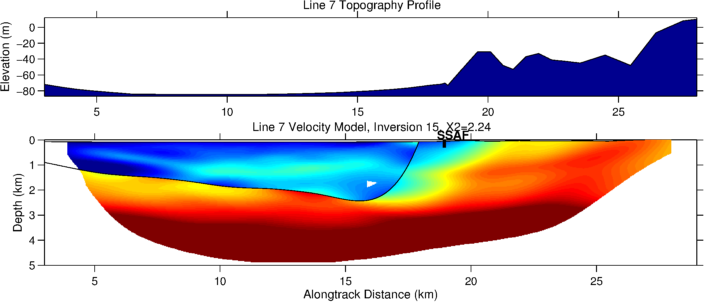 Line 7 Topography Profile
Elevation (m)
0
−20
−40
−60
−80
5 10 15 20 25
Line 7 Velocity Model, Inversion 15, X2=2.24
SSAF
Depth (km)
0
1
2
3
4
5
5 10 15 20 25
Alongtrack Distance (km)